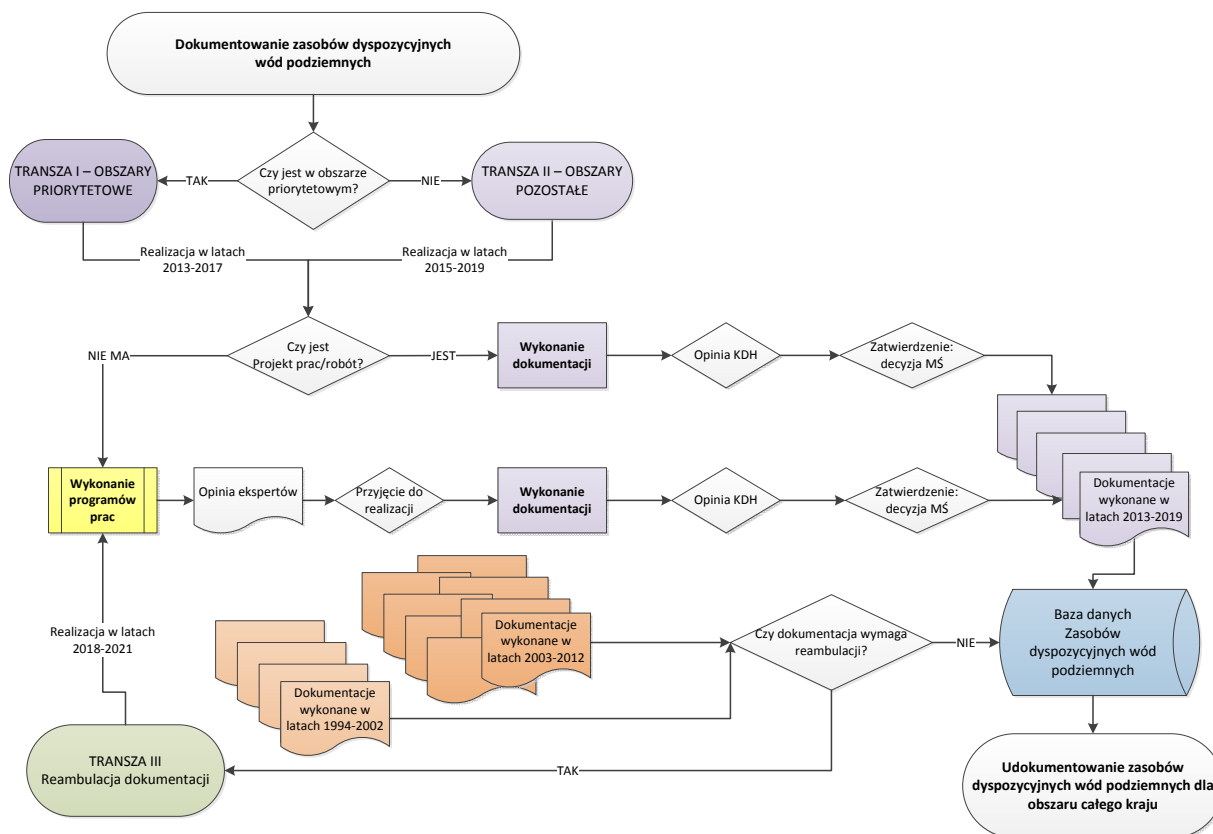 Dokumentowanie zasobów dyspozycyjnych
wód podziemnych
TRANSZA I – OBSZARY
PRIORYTETOWE
TAK
Czy jest w obszarze
priorytetowym?
NIE
TRANSZA II – OBSZARY
POZOSTAŁE
Realizacja w latach
2013-2017
Realizacja w latach
2015-2019
NIE MA
Czy jest
Projekt prac/robót?
JEST
Wykonanie
dokumentacji
Opinia KDH
Zatwierdzenie:
decyzja MŚ
Wykonanie
programów
prac
Opinia ekspertów
Przyjęcie do
realizacji
Wykonanie
dokumentacji
Opinia KDH
Zatwierdzenie:
decyzja MŚ
Dokumentacje
wykonane w
latach 2013-2019
Realizacja w latach
2018-2021
Dokumentacje
wykonane w
latach 2003-2012
Dokumentacje
wykonane w
latach 1994-2002
Czy dokumentacja wymaga
reambulacji?
NIE
Baza danych
Zasobów
dyspozycyjnych wód
podziemnych
TRANSZA III
Reambulacja dokumentacji
TAK
Udokumentowanie zasobów
dyspozycyjnych wód podziemnych dla
obszaru całego kraju